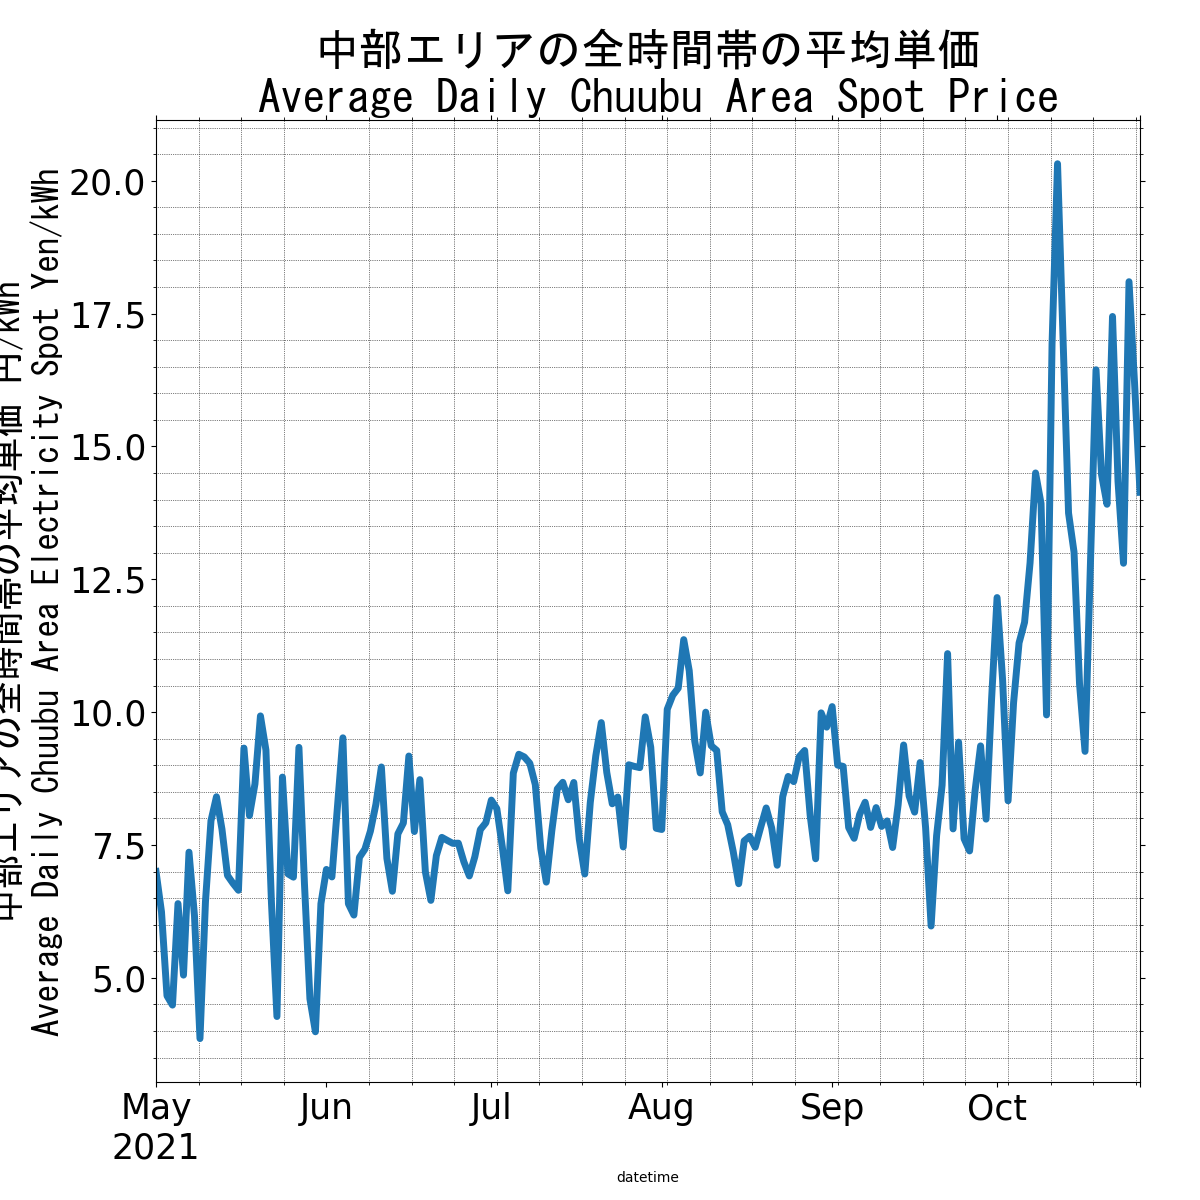 中部エリアの全時間帯の平均単価
Average Daily Chuubu Area Spot Price
中部エリアの全時間帯の平均単価 円/kWh
Average Daily Chuubu Area Electricity Spot Yen/kWh
20.0
17.5
15.0
12.5
10.0
7.5
5.0
May Jun Jul Aug Sep Oct
2021
datetime